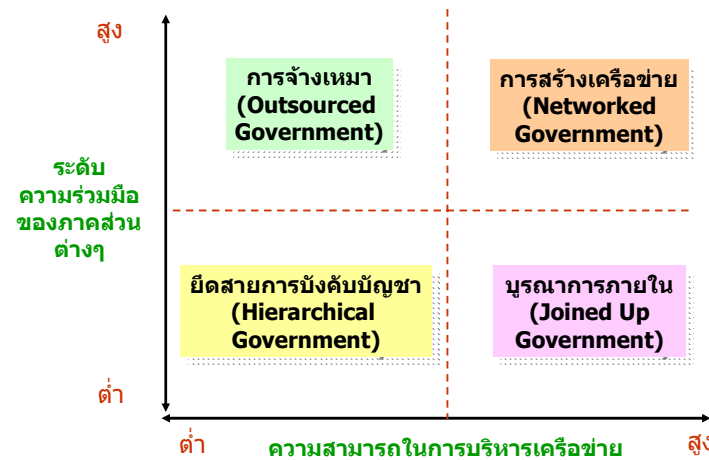 สูง
การจ้างเหมา
(Outsourced
Government)
การสร้างเครือข่าย
(Networked
Government)
ระดับ
ความร่วมมือ
ของภาคส่วน
ต่างๆ
ยึดสายการบังคับบัญชา
(Hierarchical
Government)
บูรณาการภายใน
(Joined Up
Government)
ต่ำ
ต่ำ
ความสามารถในการบริหารเครือข่าย
สูง